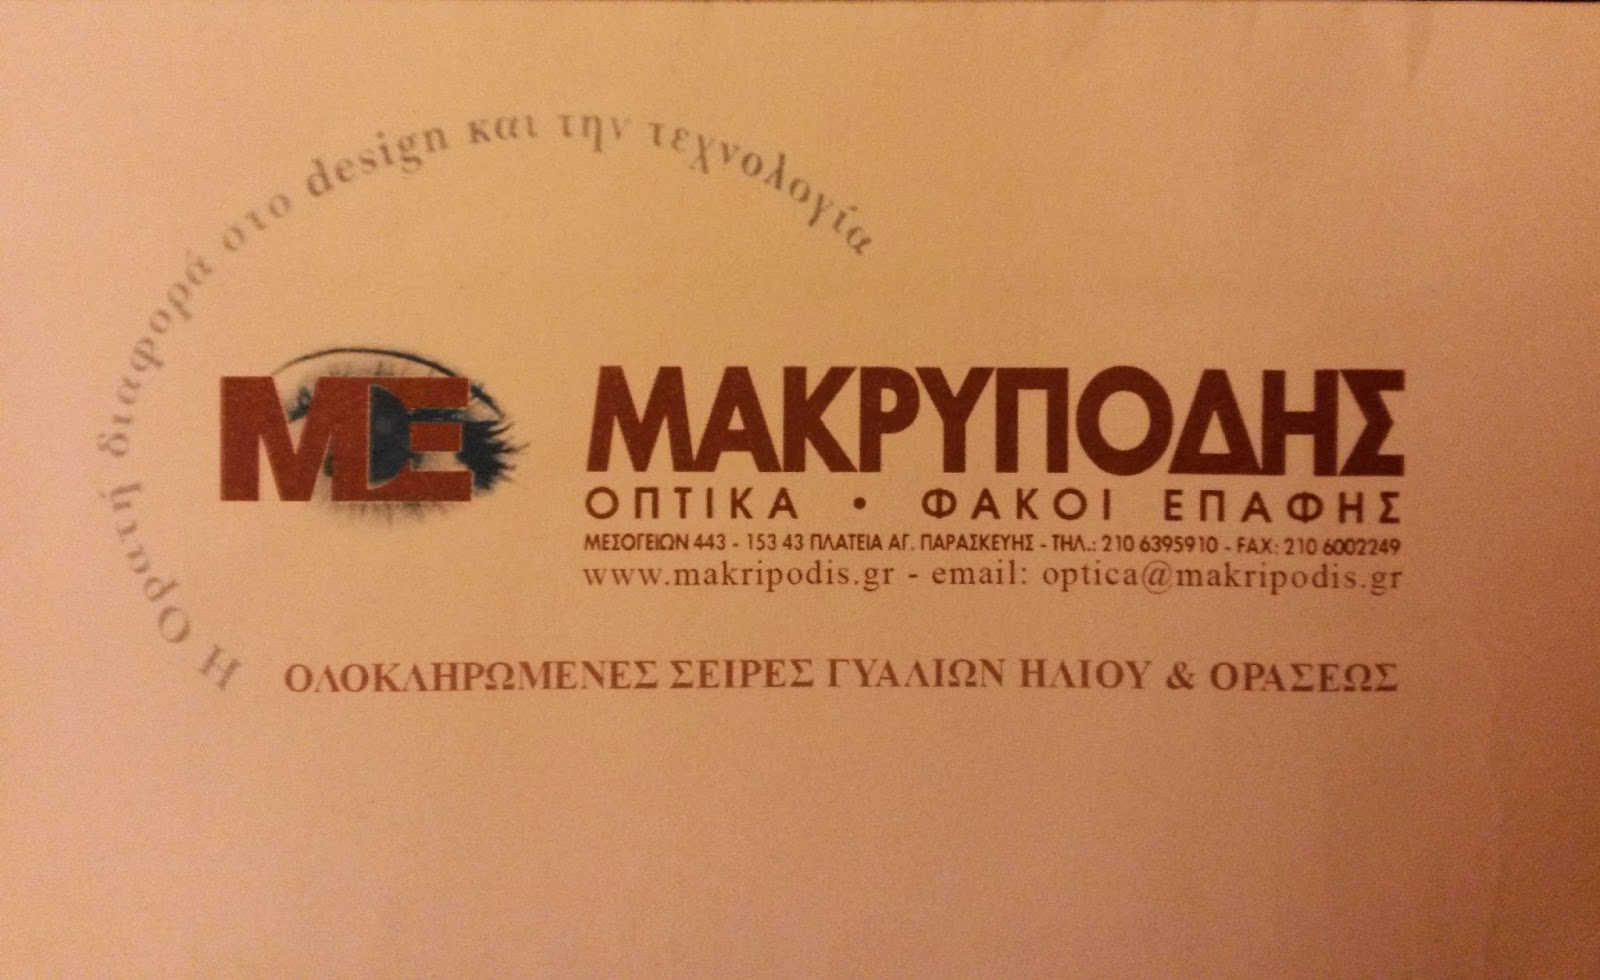 Η Ορατή διαφορά στο design και την τεχνολογία
ΜΕ
ΜΑΚΡΥΠΟΔΗΣ
ΟΠΤΙΚΑ • ΦΑΚΟΙ ΕΠΑΦΗΣ
ΜΕΣΟΓΕΙΩΝ 443 - 153 43 ΠΛΑΤΕΙΑ ΑΓ. ΠΑΡΑΣΚΕΥΗΣ - ΤΗΛ.: 210 6395910 - FAX: 210 6002249
www.makripodis.gr - email: optica@makripodis.gr
ΟΛΟΚΛΗΡΩΜΕΝΕΣ ΣΕΙΡΕΣ ΓΥΑΛΙΩΝ ΗΛΙΟΥ & ΟΡΑΣΕΩΣ